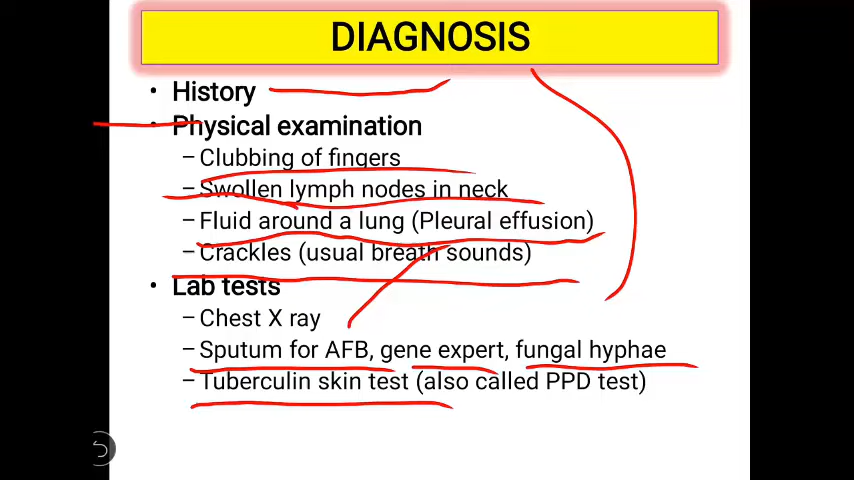 DIAGNOSIS
• History
• Physical examination
– Clubbing of fingers
– Swollen lymph nodes in neck
– Fluid around a lung (Pleural effusion)
– Crackles (usual breath sounds)
• Lab tests
– Chest X ray
– Sputum for AFB, gene expert, fungal hyphae
– Tuberculin skin test (also called PPD test)